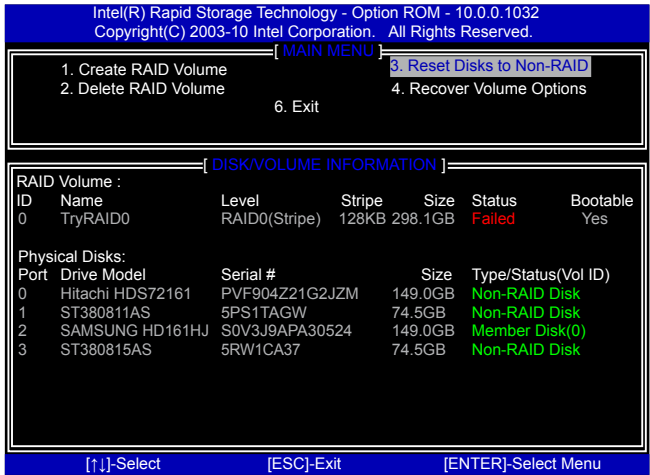 Intel(R) Rapid Storage Technology - Option ROM - 10.0.0.1032
Copyright(C) 2003-10 Intel Corporation.   All Rights Reserved.
[ MAIN MENU ]
1. Create RAID Volume 3. Reset Disks to Non-RAID
2. Delete RAID Volume 4. Recover Volume Options
6. Exit
[ DISK/VOLUME INFORMATION ]
RAID Volume :
ID Name Level Stripe Size Status Bootable
0 TryRAID0 RAID0(Stripe) 128KB 298.1GB Failed Yes
Physical Disks:
Port Drive Model Serial # Size Type/Status(Vol ID)
0 Hitachi HDS72161 PVF904Z21G2JZM 149.0GB Non-RAID Disk
1 ST380811AS 5PS1TAGW 74.5GB Non-RAID Disk
2 SAMSUNG HD161HJ S0V3J9APA30524 149.0GB Member Disk(0)
3 ST380815AS 5RW1CA37 74.5GB Non-RAID Disk
[↑↓]-Select [ESC]-Exit [ENTER]-Select Menu